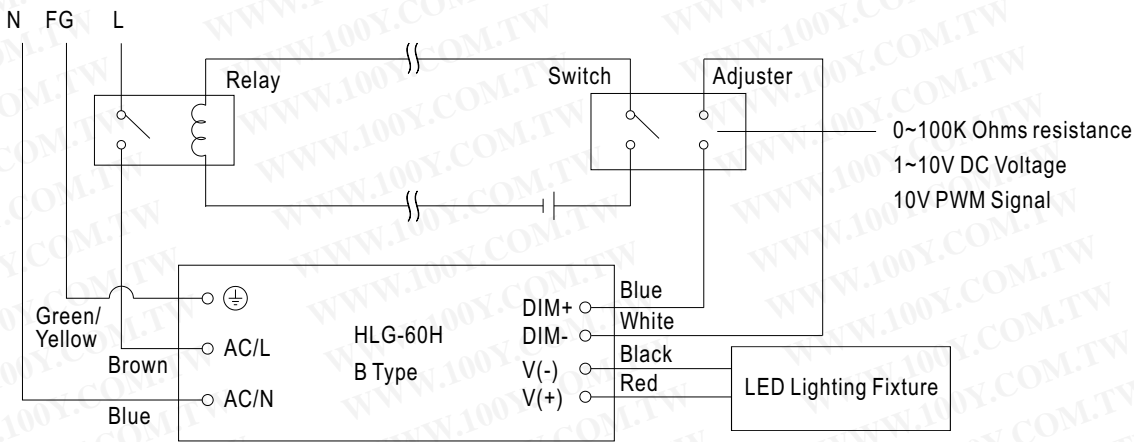 N FG L
Relay
Switch
Adjuster
0~100K Ohms resistance
1~10V DC Voltage
10V PWM Signal
Green/
Yellow
Brown
Blue
AC/L
AC/N
HLG-60H
B Type
DIM+
DIM-
V(-)
V(+)
Blue
White
Black
Red
LED Lighting Fixture
WWW.100Y.COM.TW